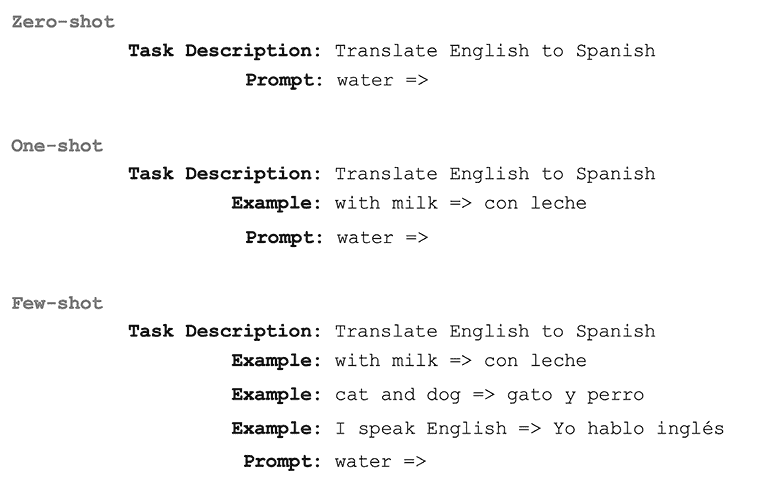 Zero-shot
Task Description: Translate English to Spanish
Prompt: water =>
One-shot
Task Description: Translate English to Spanish
Example: with milk => con leche
Prompt: water =>
Few-shot
Task Description: Translate English to Spanish
Example: with milk => con leche
Example: cat and dog => gato y perro
Example: I speak English => Yo hablo inglés
Prompt: water =>